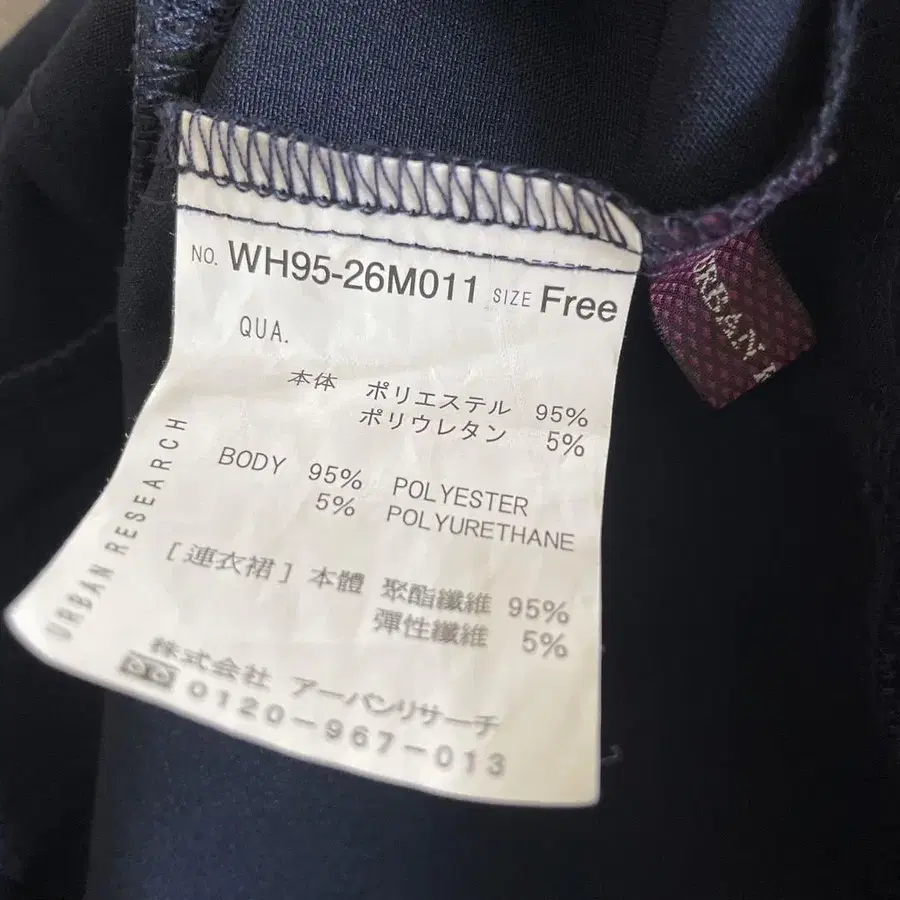 NO. WH95-26M011 SIZE Free
QUA.
本体 ポリエステル 95%
ポリウレタン 5%
BODY 95% POLYESTER
5% POLYURETHANE
[連衣裙] 本體 聚酯纖維 95%
彈性纖維 5%
株式会社 アーバンリサーチ
0120-967-013
URBAN RESEARCH
URBAN